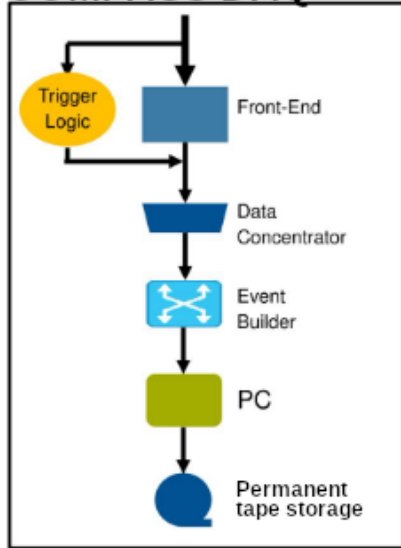 Trigger
Logic
Front-End
Data
Concentrator
Event
Builder
PC
Permanent
tape storage